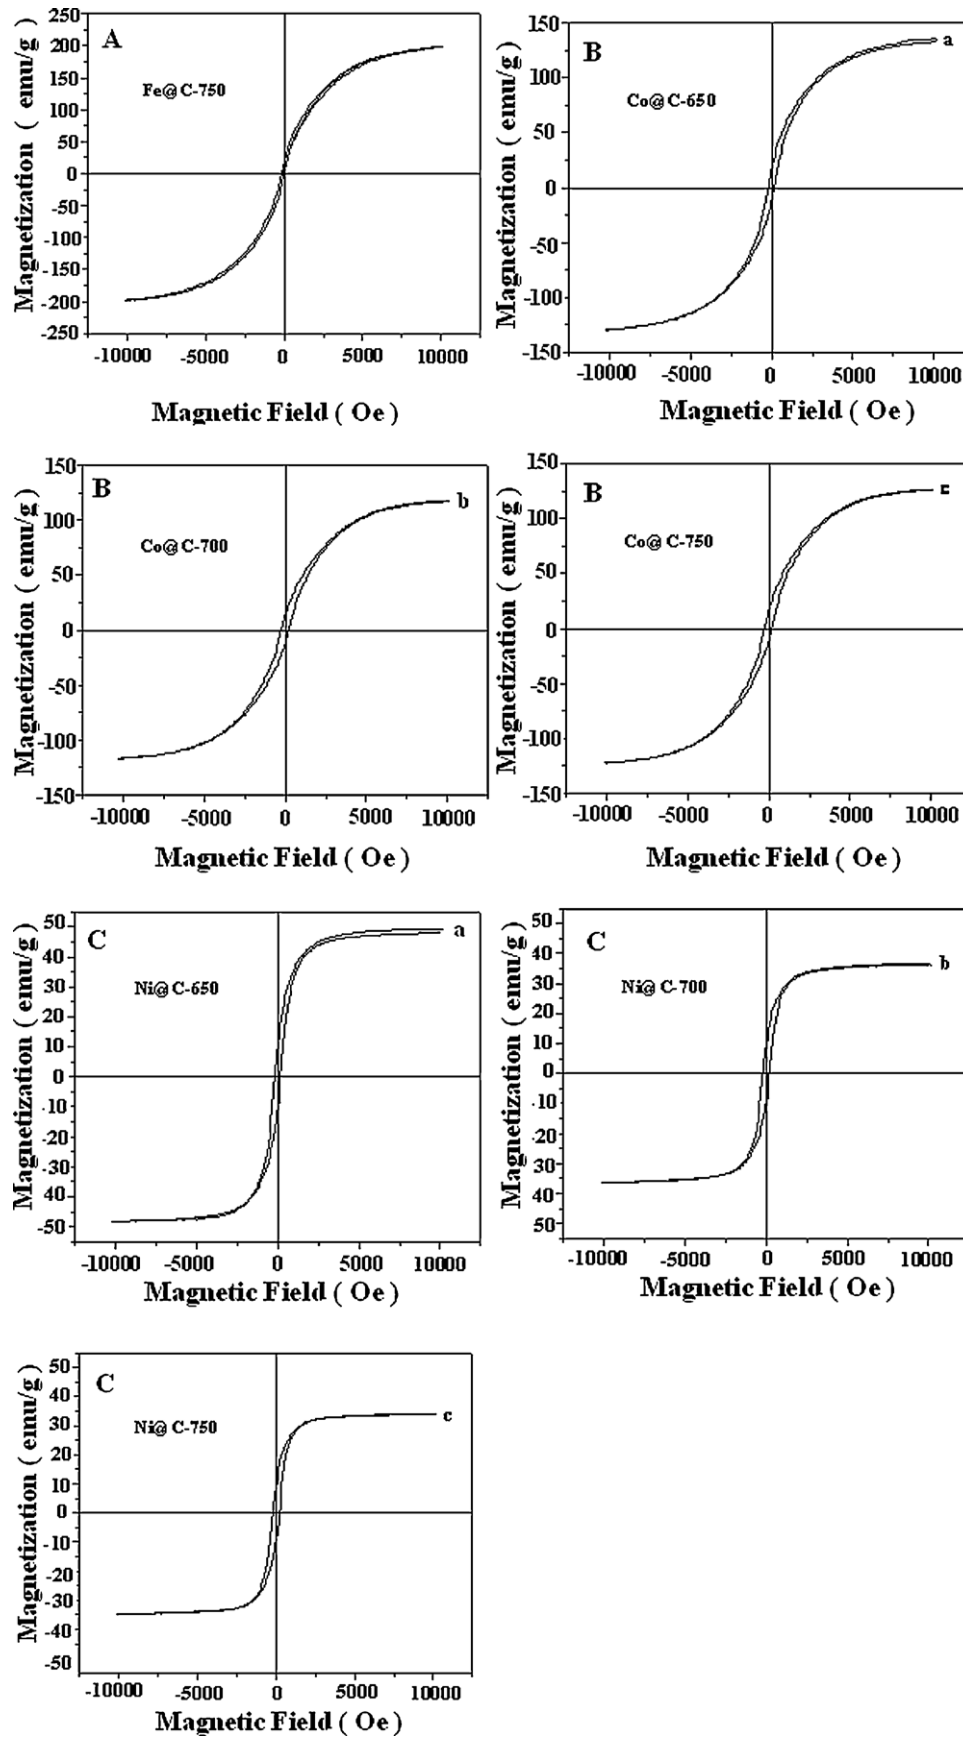 A
Fe@C-750
Magnetization ( emu/g )
250
200
150
100
50
0
-50
-100
-150
-200
-250
-10000 -5000 0 5000 10000
Magnetic Field ( Oe )
B
a
Co@C-650
Magnetization ( emu/g )
150
100
50
0
-50
-100
-150
-10000 -5000 0 5000 10000
Magnetic Field ( Oe )
B
b
Co@C-700
Magnetization ( emu/g )
150
100
50
0
-50
-100
-150
-10000 -5000 0 5000 10000
Magnetic Field ( Oe )
B
c
Co@C-750
Magnetization ( emu/g )
150
100
50
0
-50
-100
-150
-10000 -5000 0 5000 10000
Magnetic Field ( Oe )
C
a
Ni@C-650
Magnetization ( emu/g )
50
40
30
20
10
0
-10
-20
-30
-40
-50
-10000 -5000 0 5000 10000
Magnetic Field ( Oe )
C
b
Ni@C-700
Magnetization ( emu/g )
50
40
30
20
10
0
-10
20
30
40
50
-10000 -5000 0 5000 10000
Magnetic Field ( Oe )
C
c
Ni@C-750
Magnetization ( emu/g )
50
40
30
20
10
0
-10
-20
-30
-40
-50
-10000 -5000 0 5000 10000
Magnetic Field ( Oe )